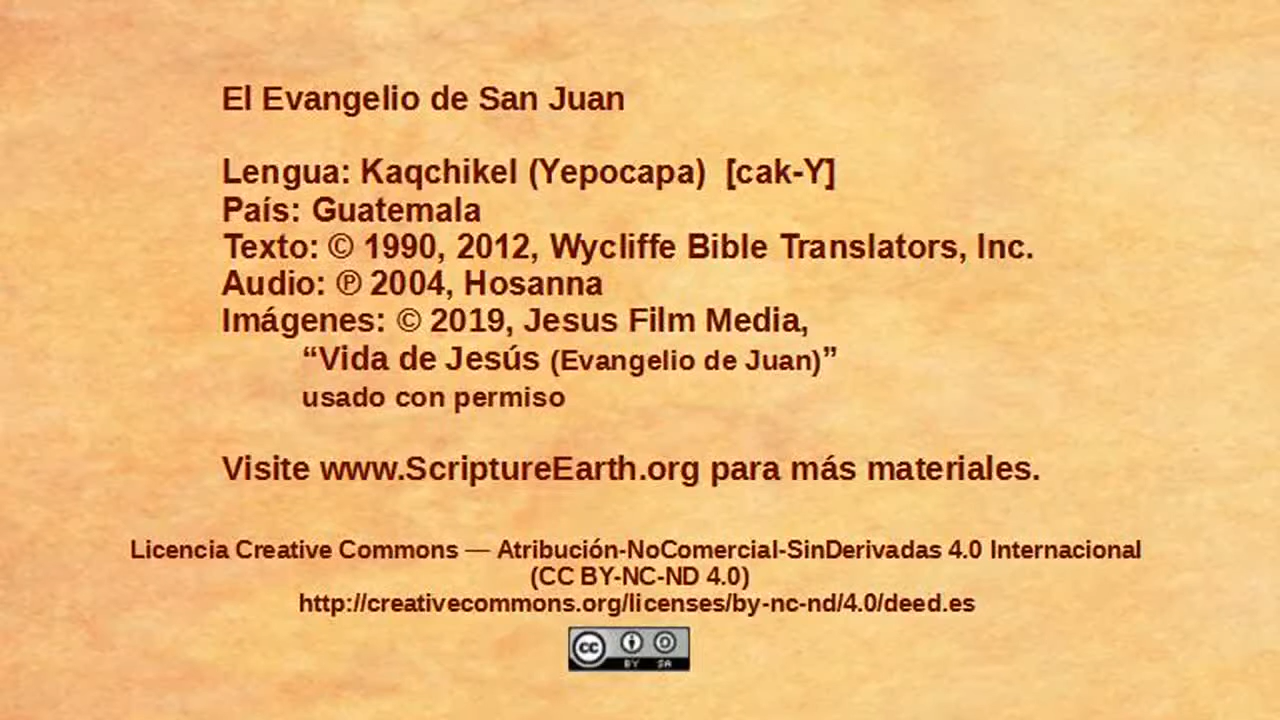 El Evangelio de San Juan
Lengua: Kaqchikel (Yepocapa) [cak-Y]
País: Guatemala
Texto: © 1990, 2012, Wycliffe Bible Translators, Inc.
Audio: ℗ 2004, Hosanna
Imágenes: © 2019, Jesus Film Media,
“Vida de Jesús (Evangelio de Juan)”
usado con permiso
Visite www.ScriptureEarth.org para más materiales.
Licencia Creative Commons — Atribución-NoComercial-SinDerivadas 4.0 Internacional
(CC BY-NC-ND 4.0)
http://creativecommons.org/licenses/by-nc-nd/4.0/deed.es
cc
BY SA